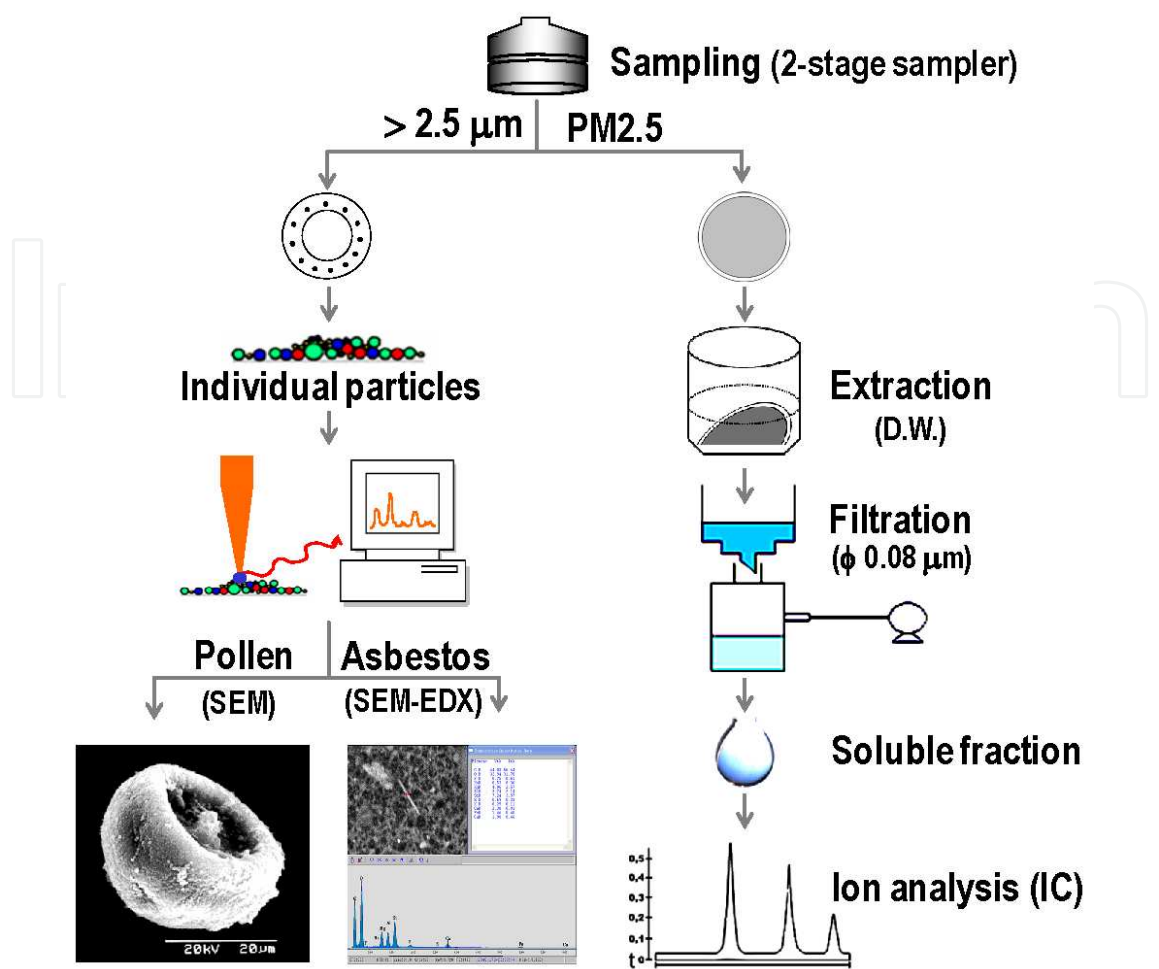 Sampling (2-stage sampler)
> 2.5 μm
PM2.5
Individual particles
Extraction
(D.W.)
Filtration
(ϕ 0.08 μm)
Pollen
(SEM)
Asbestos
(SEM-EDX)
Soluble fraction
20kV 20μm
0,5
0,4
0,3
0,2
0,1
t 0
Ion analysis (IC)